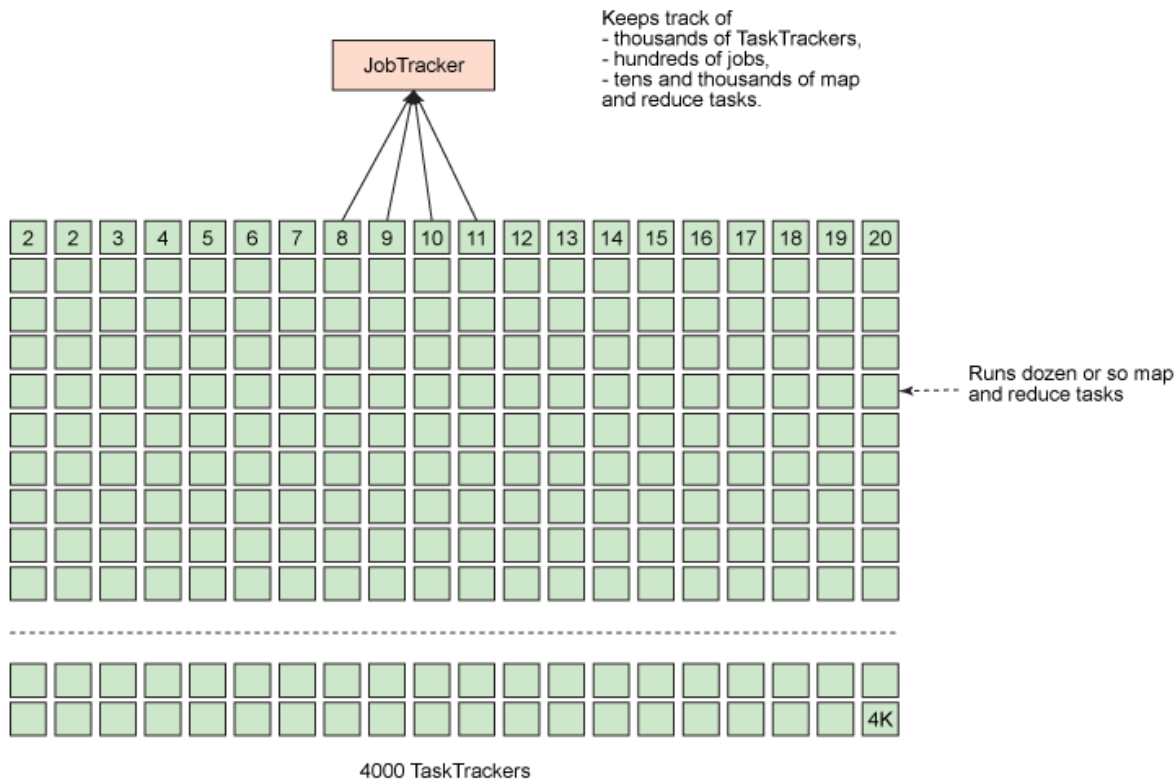 Keeps track of
- thousands of TaskTrackers,
- hundreds of jobs,
- tens and thousands of map
and reduce tasks.
JobTracker
2 2 3 4 5 6 7 8 9 10 11 12 13 14 15 16 17 18 19 20
Runs dozen or so map
and reduce tasks
4K
4000 TaskTrackers